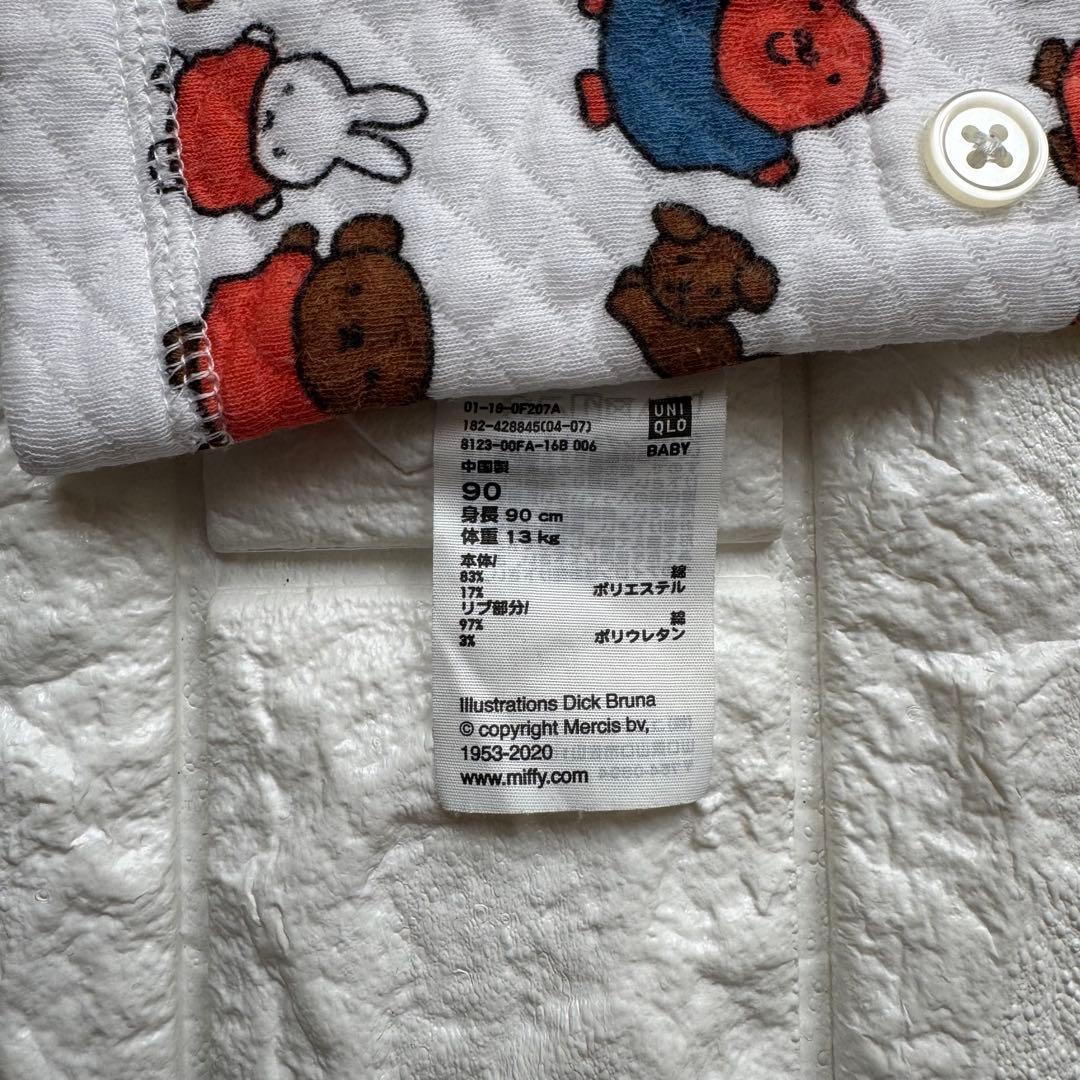 01-18-0F207A
182-428845(04-07)
8123-00FA-16B 006
UNI
QLO
BABY
中国製
90
身長 90 cm
体重 13 kg
本体/
83% 綿
17% ポリエステル
リブ部分/
97% 綿
3% ポリウレタン
Illustrations Dick Bruna
© copyright Mercis bv,
1953-2020
www.miffy.com